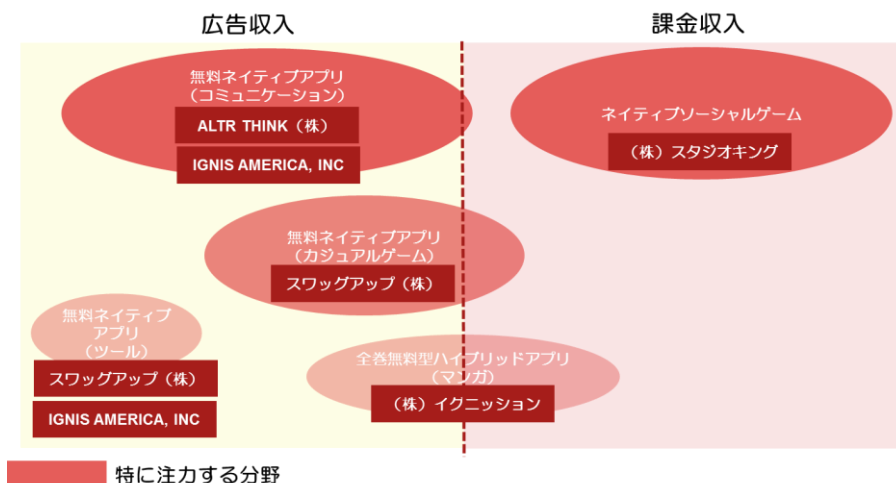 広告収入
課金収入
無料ネイティブアプリ
（コミュニケーション）
ALTR THINK（株）
IGNIS AMERICA, INC
ネイティブソーシャルゲーム
（株）スタジオキング
無料ネイティブアプリ
（カジュアルゲーム）
スワッグアップ（株）
無料ネイティブ
アプリ
（ツール）
スワッグアップ（株）
IGNIS AMERICA, INC
全巻無料型ハイブリッドアプリ
（マンガ）
（株）イグニッション
特に注力する分野